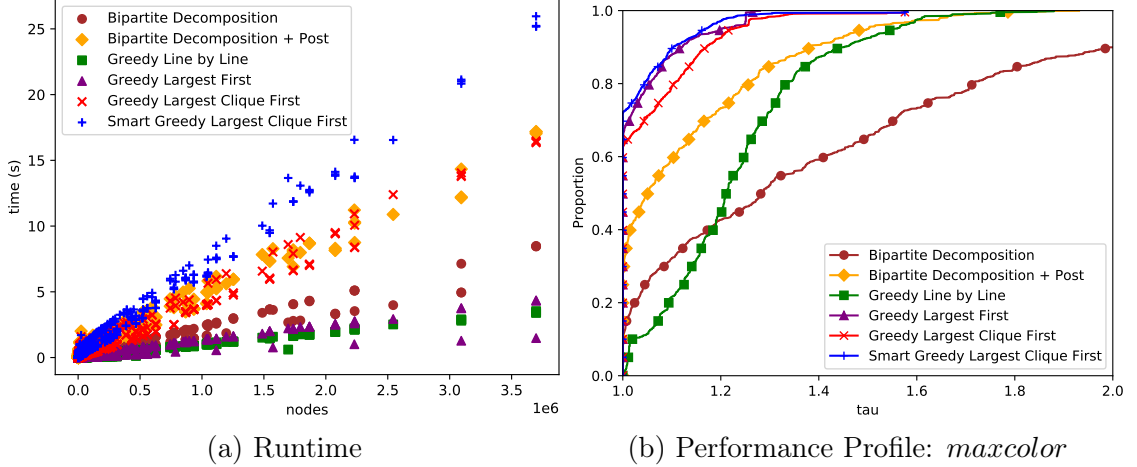 Bipartite Decomposition
Bipartite Decomposition + Post
Greedy Line by Line
Greedy Largest First
Greedy Largest Clique First
Smart Greedy Largest Clique First
25
20
15
10
5
0
time (s)
0.0 0.5 1.0 1.5 2.0 2.5 3.0 3.5
1e6
nodes
(a) Runtime
1.0
0.8
0.6
0.4
0.2
0.0
Proportion
Bipartite Decomposition
Bipartite Decomposition + Post
Greedy Line by Line
Greedy Largest First
Greedy Largest Clique First
Smart Greedy Largest Clique First
1.0 1.2 1.4 1.6 1.8 2.0
tau
(b) Performance Profile: maxcolor